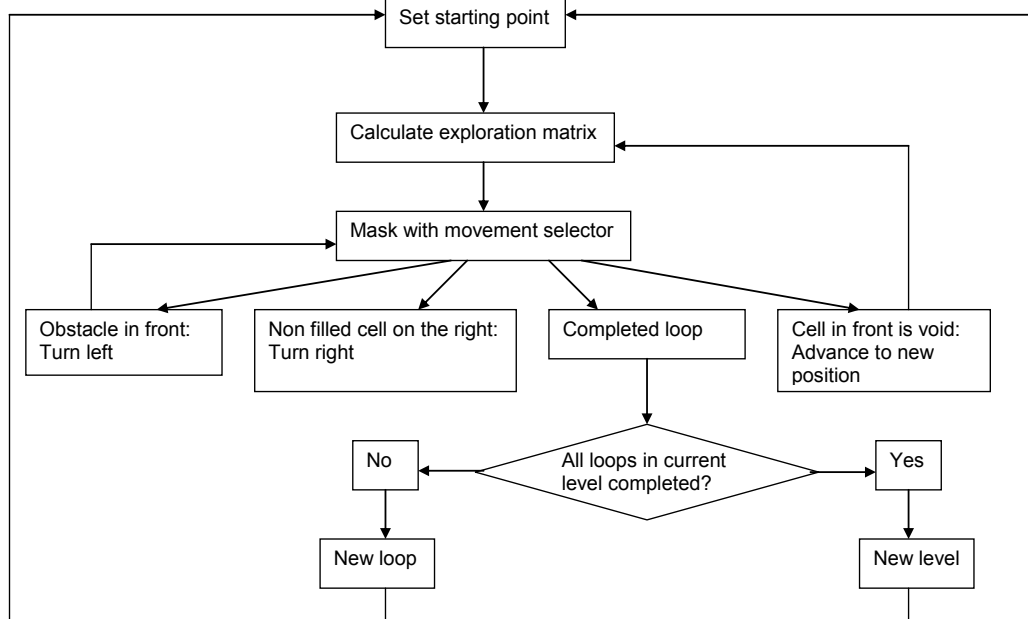 Set starting point
Calculate exploration matrix
Mask with movement selector
Obstacle in front:
Turn left
Non filled cell on the right:
Turn right
Completed loop
Cell in front is void:
Advance to new
position
No
All loops in current
level completed?
Yes
New loop
New level